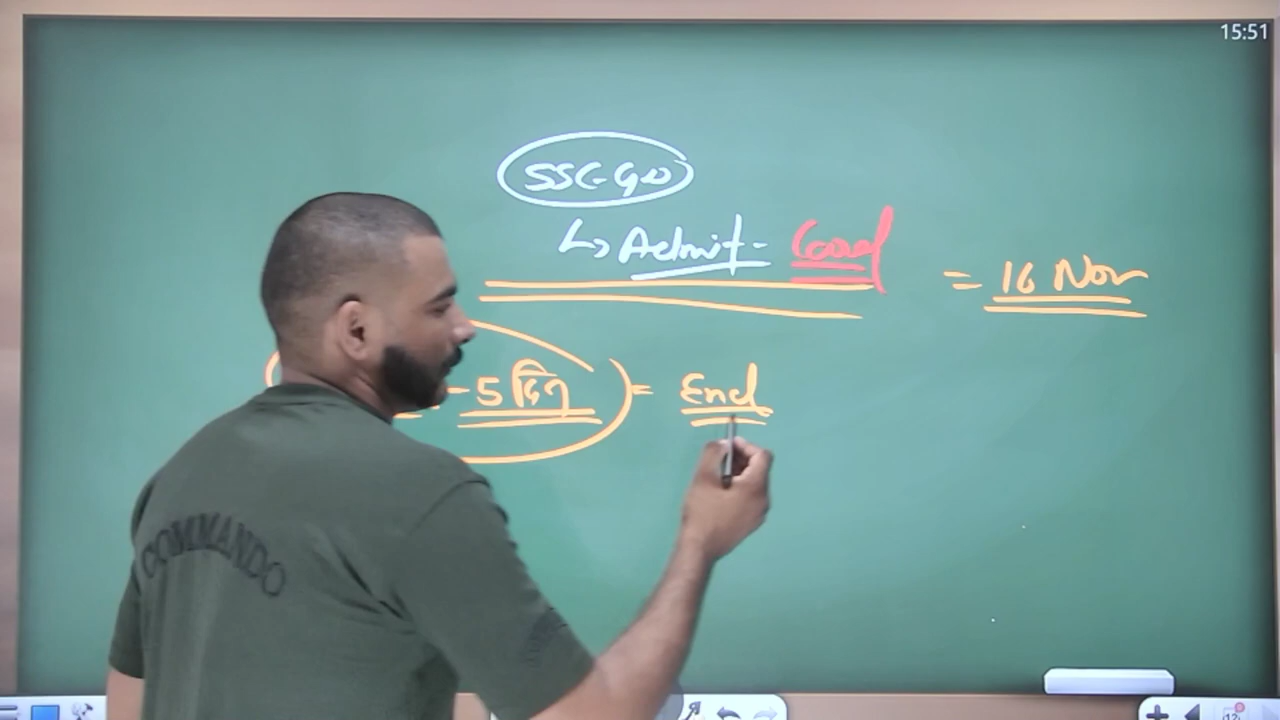 15:51
SSC-GD
↳ Admit- Card
= 16 Nov
-5 दिन ) = End
COMMANDO